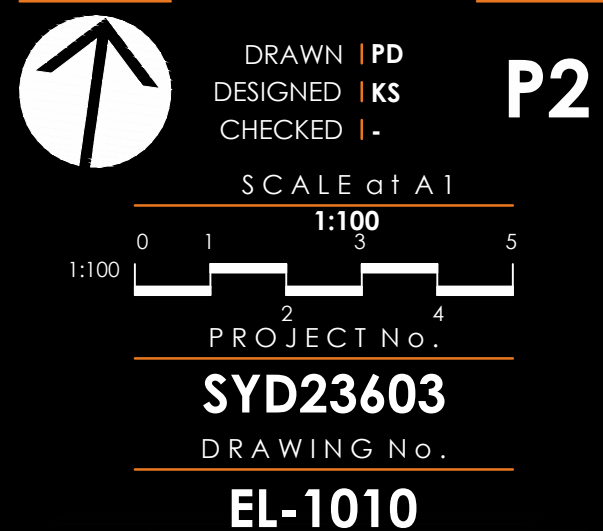 DRAWN | PD
DESIGNED | KS
CHECKED | -
P2
SCALE at A1
1:100
0 1 3 5
1:100
2 4
PROJECT No.
SYD23603
DRAWING No.
EL-1010